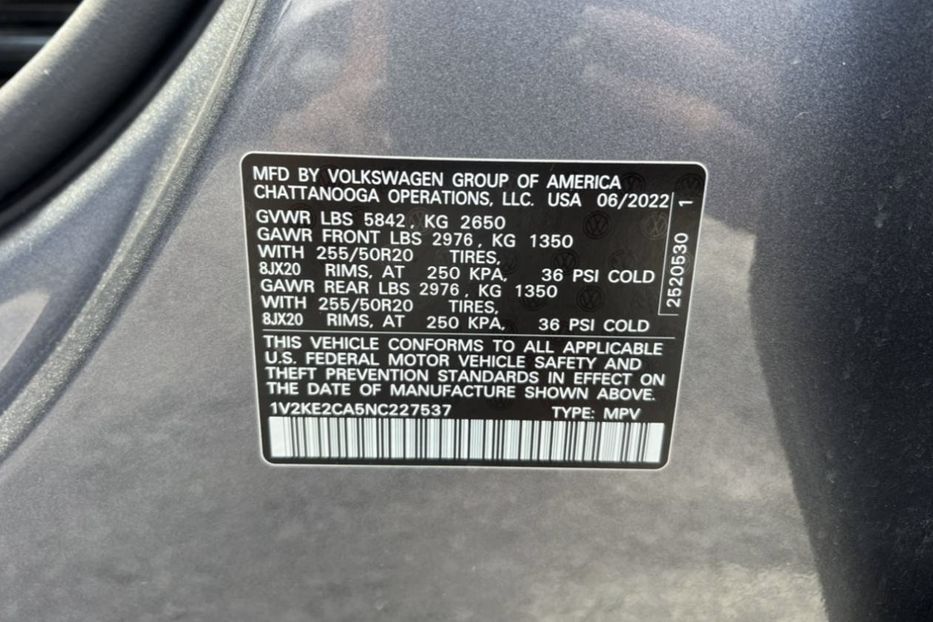 MFD BY VOLKSWAGEN GROUP OF AMERICA
CHATTANOOGA OPERATIONS, LLC. USA 06/2022
GVWR LBS 5842, KG 2650
GAWR FRONT LBS 2976, KG 1350
WITH 255/50R20 TIRES,
8JX20 RIMS, AT 250 KPA, 36 PSI COLD
GAWR REAR LBS 2976, KG 1350
WITH 255/50R20 TIRES,
8JX20 RIMS, AT 250 KPA, 36 PSI COLD
2520530 1
THIS VEHICLE CONFORMS TO ALL APPLICABLE
U.S. FEDERAL MOTOR VEHICLE SAFETY AND
THEFT PREVENTION STANDARDS IN EFFECT ON
THE DATE OF MANUFACTURE SHOWN ABOVE.
1V2KE2CA5NC227537 TYPE: MPV